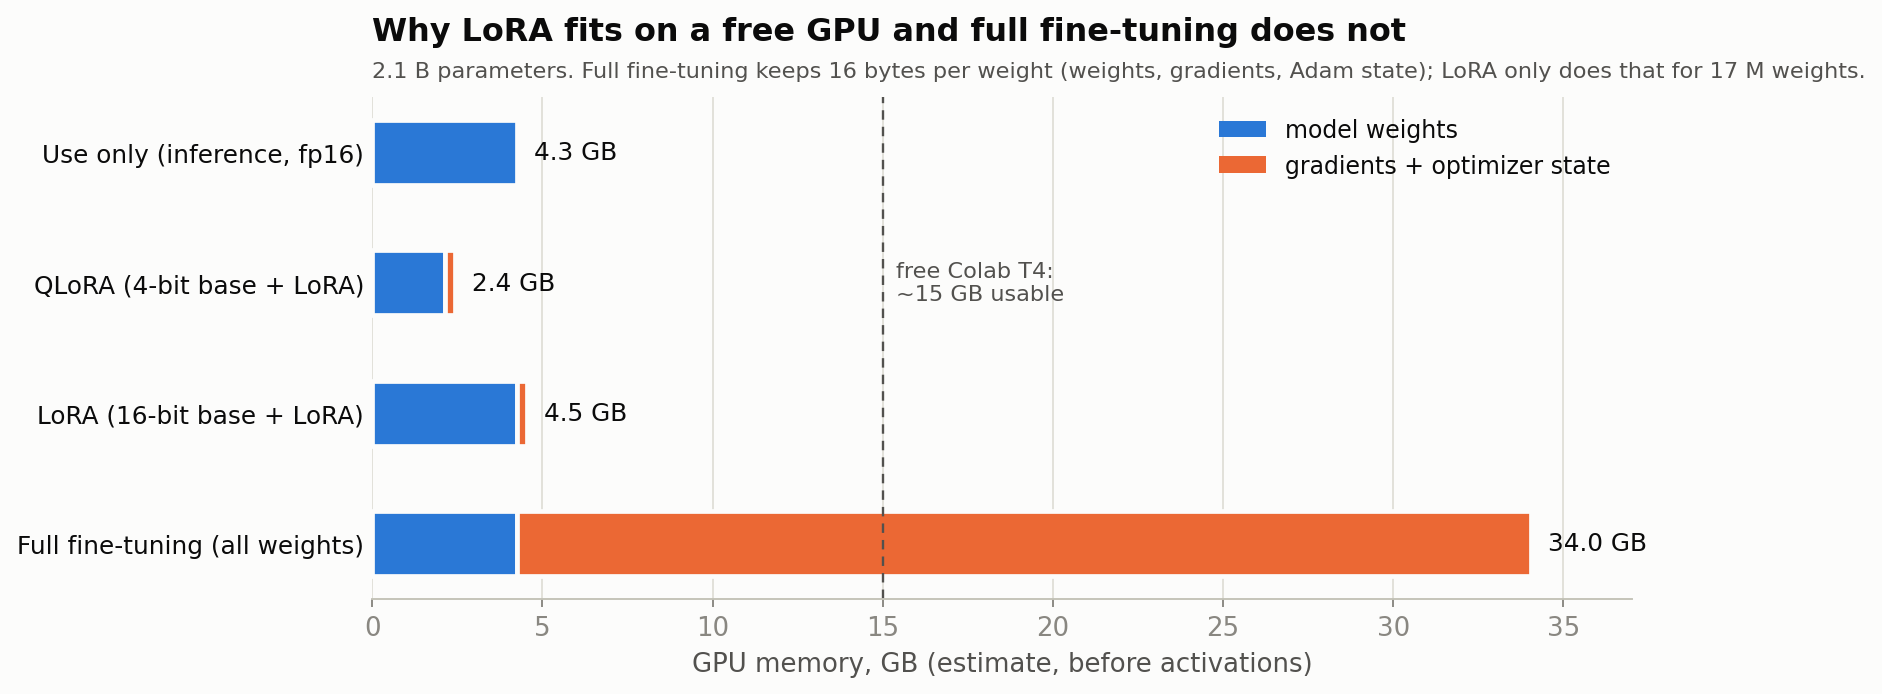 Why LoRA fits on a free GPU and full fine-tuning does not
2.1 B parameters. Full fine-tuning keeps 16 bytes per weight (weights, gradients, Adam state); LoRA only does that for 17 M weights.
model weights
gradients + optimizer state
Use only (inference, fp16)
4.3 GB
QLoRA (4-bit base + LoRA)
2.4 GB
free Colab T4:
~15 GB usable
LoRA (16-bit base + LoRA)
4.5 GB
Full fine-tuning (all weights)
34.0 GB
0 5 10 15 20 25 30 35
GPU memory, GB (estimate, before activations)